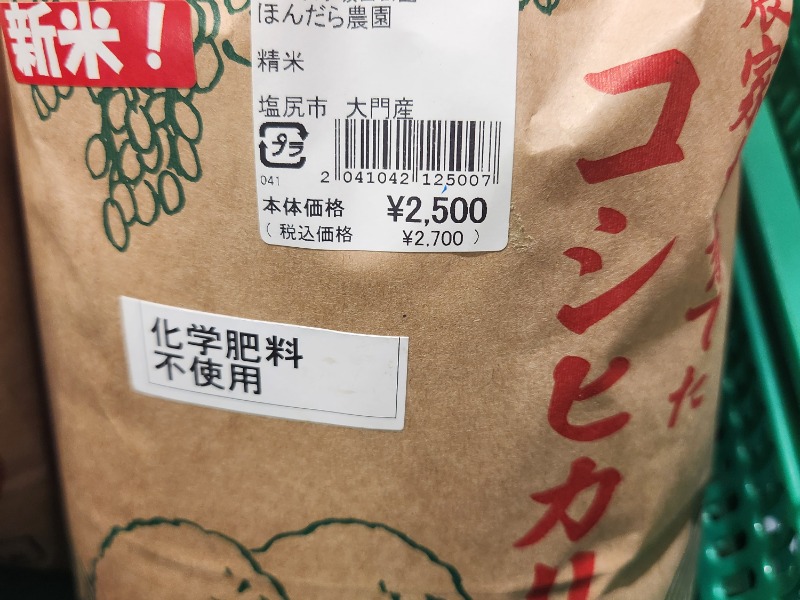 新米!
ほんだら農園
精米
塩尻市 大門産
プラ
041
2 041042 125007
本体価格 ¥2,500
( 税込価格 ¥2,700 )
化学肥料
不使用
コシヒカリ